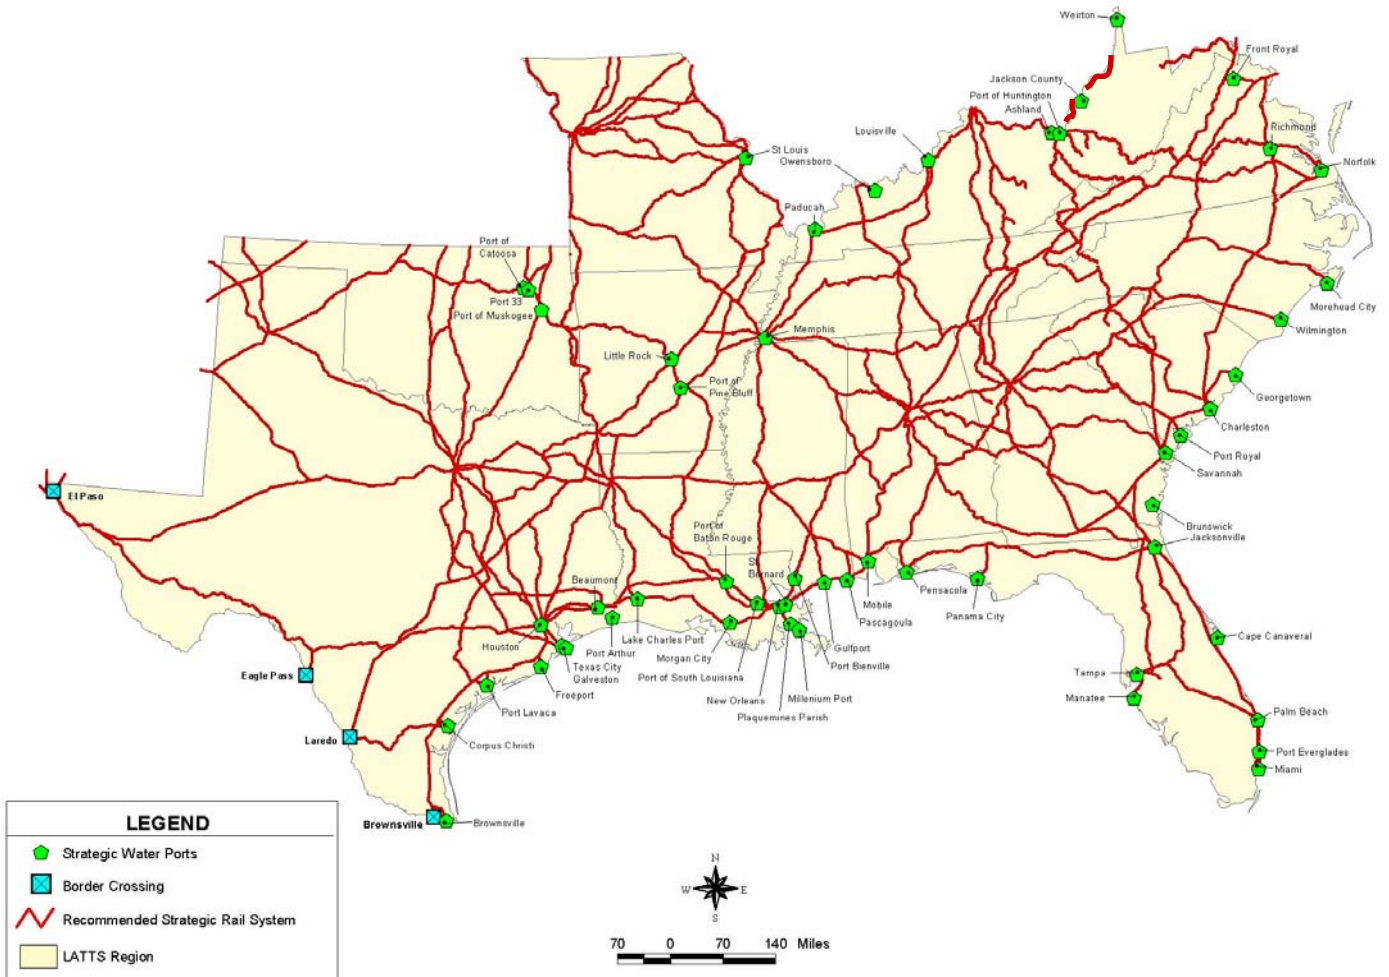 Weirton
Front Royal
Jackson County
Port of Huntington
Ashland
Richmond
Louisville
St Louis
Owensboro
Norfolk
Paducah
Port of
Catoosa
Port 33
Port of Muskogee
Morehead City
Wilmington
Memphis
Little Rock
Port of
Pine Bluff
Georgetown
Charleston
Port Royal
Savannah
El Paso
Brunswick
Jacksonville
Port of
Baton Rouge
St
Bernard
Beaumont
Pensacola
Mobile
Panama City
Pascagoula
Cape Canaveral
Houston
Port Arthur
Lake Charles Port
Gulfport
Morgan City
Port Bienville
Texas City
Galveston
Port of South Louisiana
Eagle Pass
Tampa
Freeport
New Orleans
Millenium Port
Manatee
Port Lavaca
Plaquemines Parish
Palm Beach
Laredo
Corpus Christi
Port Everglades
Miami
Brownsville
Brownsville
LEGEND
Strategic Water Ports
Border Crossing
Recommended Strategic Rail System
LATTS Region
N
W E
S
70 0 70 140 Miles